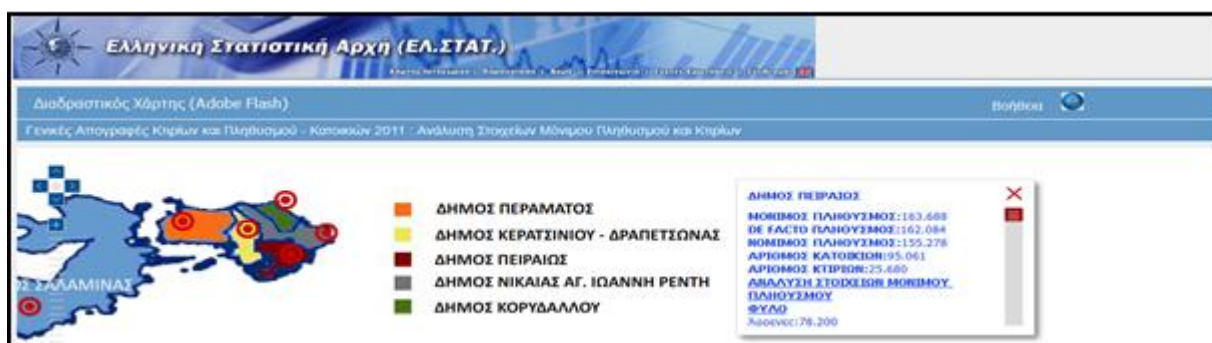 Ελληνική Στατιστική Αρχή (ΕΛ.ΣΤΑΤ.)
Διαδραστικός Χάρτης (Adobe Flash)
Βοήθεια
Γενικές Απογραφές Κτιρίων και Πληθυσμού - Κατοικιών 2011 : Ανάλυση Στοιχείων Μόνιμου Πληθυσμού και Κτιρίων
ΣΑΛΑΜΙΝΑΣ
ΔΗΜΟΣ ΠΕΡΑΜΑΤΟΣ
ΔΗΜΟΣ ΚΕΡΑΤΣΙΝΙΟΥ - ΔΡΑΠΕΤΣΩΝΑΣ
ΔΗΜΟΣ ΠΕΙΡΑΙΩΣ
ΔΗΜΟΣ ΝΙΚΑΙΑΣ ΑΓ. ΙΩΑΝΝΗ ΡΕΝΤΗ
ΔΗΜΟΣ ΚΟΡΥΔΑΛΛΟΥ
ΔΗΜΟΣ ΠΕΙΡΑΙΩΣ
ΜΟΝΙΜΟΣ ΠΛΗΘΥΣΜΟΣ:163.688
DE FACTO ΠΛΗΘΥΣΜΟΣ:162.084
ΝΟΜΙΜΟΣ ΠΛΗΘΥΣΜΟΣ:155.278
ΑΡΙΘΜΟΣ ΚΑΤΟΙΚΙΩΝ:95.061
ΑΡΙΘΜΟΣ ΚΤΙΡΙΩΝ:25.680
ΑΝΑΛΥΣΗ ΣΤΟΙΧΕΙΩΝ ΜΟΝΙΜΟΥ
ΠΛΗΘΥΣΜΟΥ
ΦΥΛΟ
Άρρενες:78.200